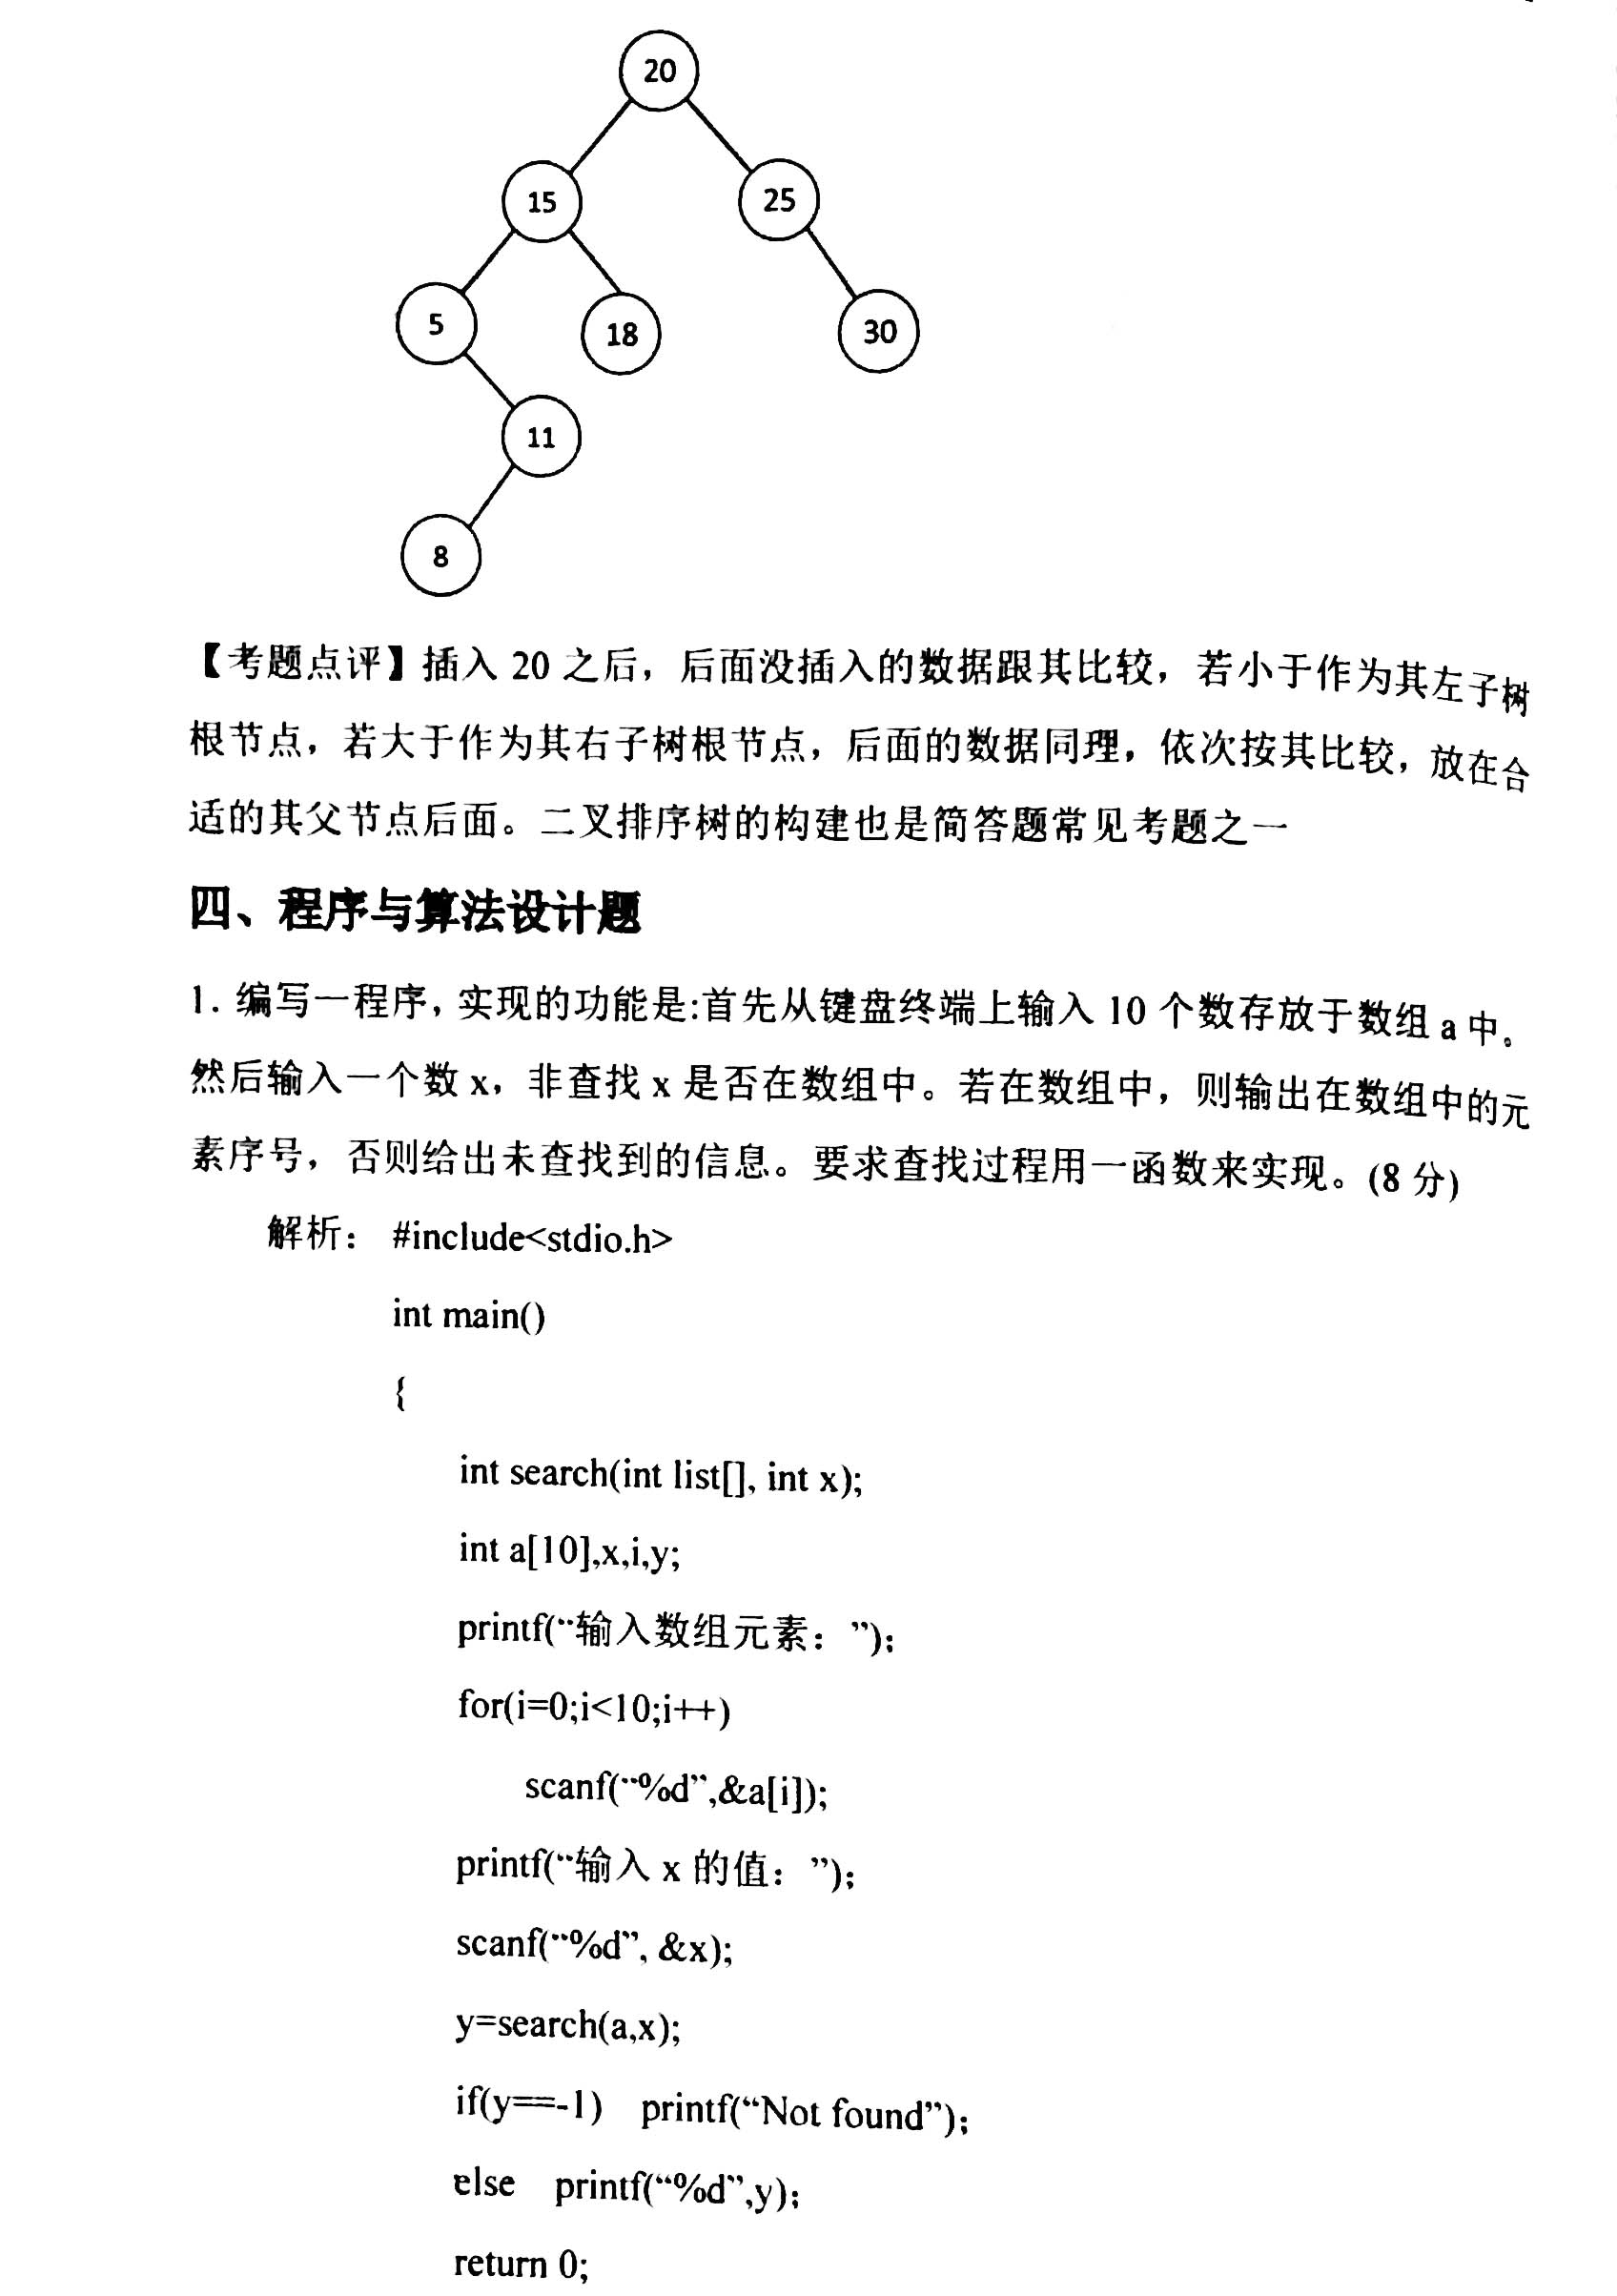 20
15
25
5
18
30
11
8
【考题点评】插入 20 之后，后面没插入的数据跟其比较，若小于作为其左子树
根节点，若大于作为其右子树根节点，后面的数据同理，依次按其比较，放在合
适的其父节点后面。二叉排序树的构建也是简答题常见考题之一
四、程序与算法设计题
1. 编写一程序, 实现的功能是:首先从键盘终端上输入 10 个数存放于数组 a 中。
然后输入一个数 x，非查找 x 是否在数组中。若在数组中，则输出在数组中的元
素序号，否则给出未查找到的信息。要求查找过程用一函数来实现。(8 分)
解析： #include<stdio.h>
int main()
{
int search(int list[], int x);
int a[10],x,i,y;
printf(“输入数组元素：”);
for(i=0;i<10;i++)
scanf(“%d”,&a[i]);
printf(“输入 x 的值：”);
scanf(“%d”, &x);
y=search(a,x);
if(y==-1) printf(“Not found”);
else printf(“%d”,y);
return 0;